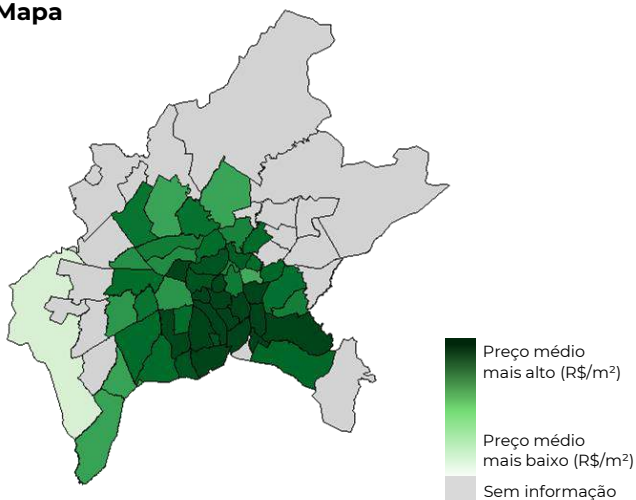 Mapa
Preço médio
mais alto (R$/m²)
Preço médio
mais baixo (R$/m²)
Sem informação